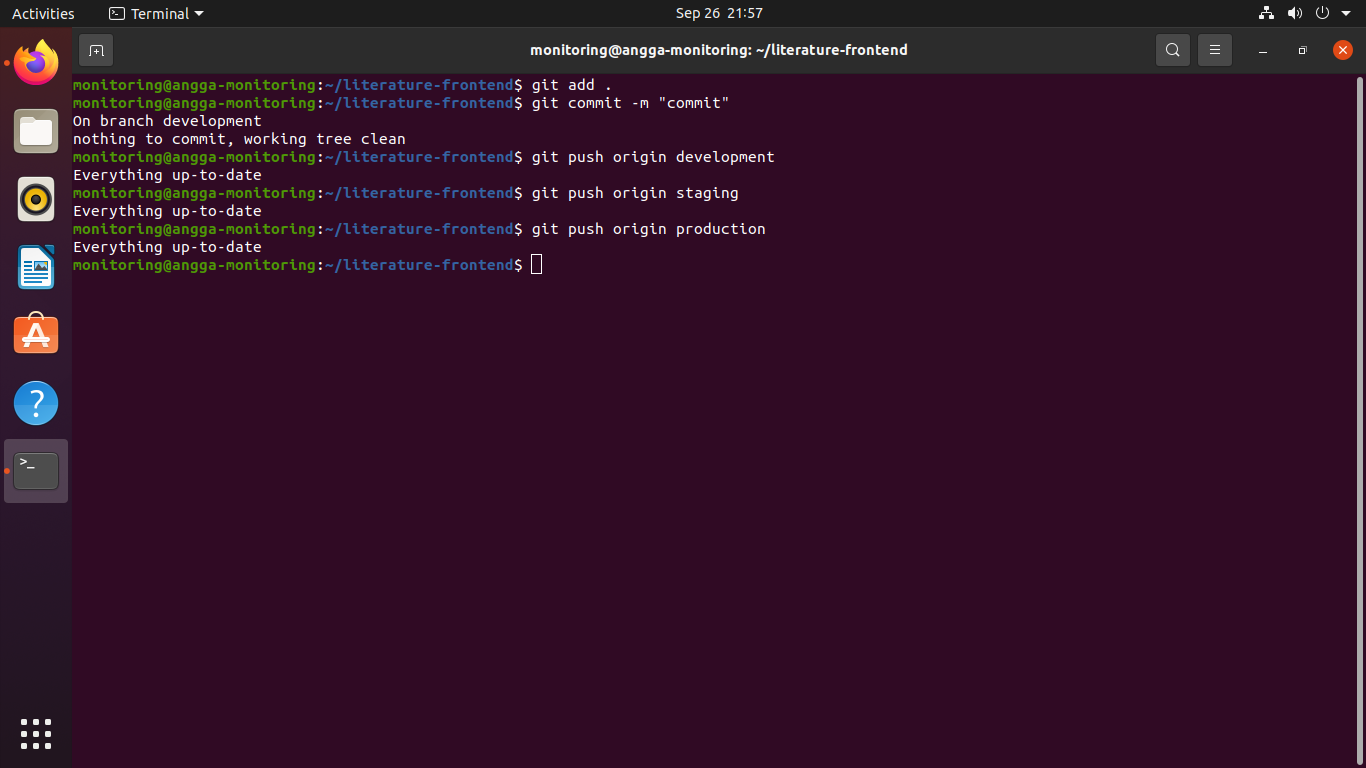 Activities
Terminal
Sep 26 21:57
monitoring@angga-monitoring: ~/literature-frontend
monitoring@angga-monitoring:~/literature-frontend$ git add .
monitoring@angga-monitoring:~/literature-frontend$ git commit -m "commit"
On branch development
nothing to commit, working tree clean
monitoring@angga-monitoring:~/literature-frontend$ git push origin development
Everything up-to-date
monitoring@angga-monitoring:~/literature-frontend$ git push origin staging
Everything up-to-date
monitoring@angga-monitoring:~/literature-frontend$ git push origin production
Everything up-to-date
monitoring@angga-monitoring:~/literature-frontend$